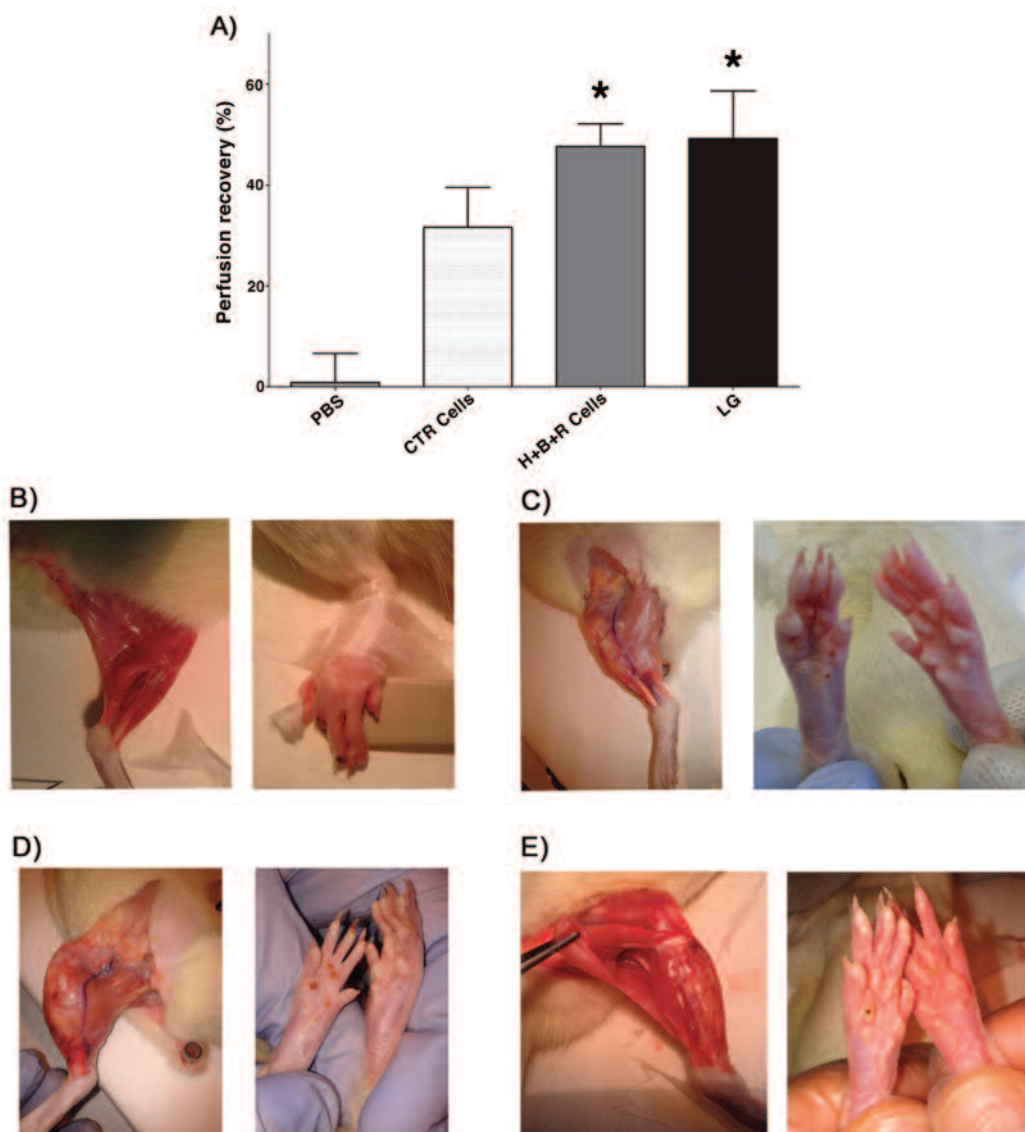 A)
Perfusion recovery (%)
60
40
20
0
*
*
PBS
CTR Cells
H+B+R Cells
LG
B)
C)
D)
E)